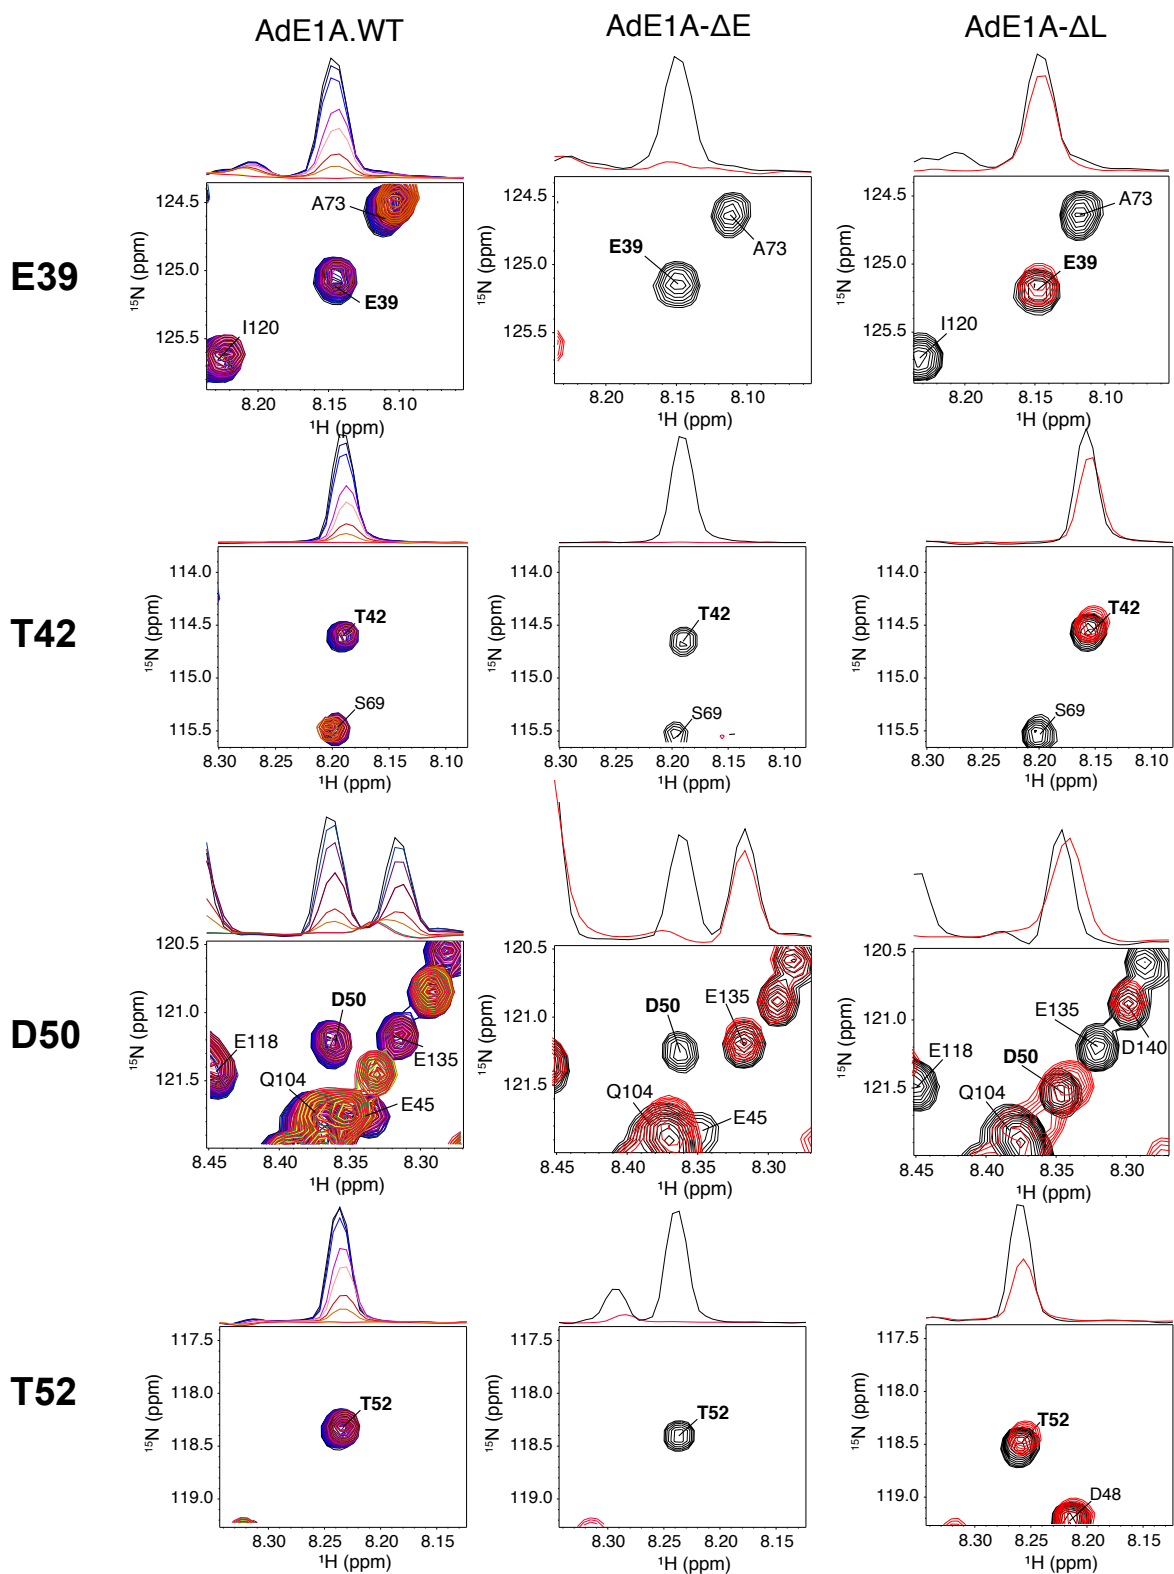 AdE1A.WT AdE1A-ΔE AdE1A-ΔL
E39
¹⁵N (ppm) 124.5 125.0 125.5
A73 E39 I120
8.20 8.15 8.10
¹H (ppm)
¹⁵N (ppm) 124.5 125.0 125.5
E39 A73
8.20 8.15 8.10
¹H (ppm)
¹⁵N (ppm) 124.5 125.0 125.5
A73 E39 I120
8.20 8.15 8.10
¹H (ppm)
T42
¹⁵N (ppm) 114.0 114.5 115.0 115.5
T42 S69
8.30 8.20 8.10
¹H (ppm)
¹⁵N (ppm) 114.0 114.5 115.0 115.5
T42 S69
8.30 8.20 8.10
¹H (ppm)
¹⁵N (ppm) 114.0 114.5 115.0 115.5
T42 S69
8.30 8.20 8.10
¹H (ppm)
D50
¹⁵N (ppm) 120.5 121.0 121.5
D50 E118 E135 Q104 E45
8.45 8.40 8.35 8.30
¹H (ppm)
¹⁵N (ppm) 120.5 121.0 121.5
D50 E135 Q104 E45
8.45 8.40 8.35 8.30
¹H (ppm)
¹⁵N (ppm) 120.5 121.0 121.5
E135 D140 E118 D50 Q104
8.45 8.40 8.35 8.30
¹H (ppm)
T52
¹⁵N (ppm) 117.5 118.0 118.5 119.0
T52
8.30 8.25 8.20 8.15
¹H (ppm)
¹⁵N (ppm) 117.5 118.0 118.5 119.0
T52
8.30 8.25 8.20 8.15
¹H (ppm)
¹⁵N (ppm) 117.5 118.0 118.5 119.0
T52 D48
8.30 8.25 8.20 8.15
¹H (ppm)